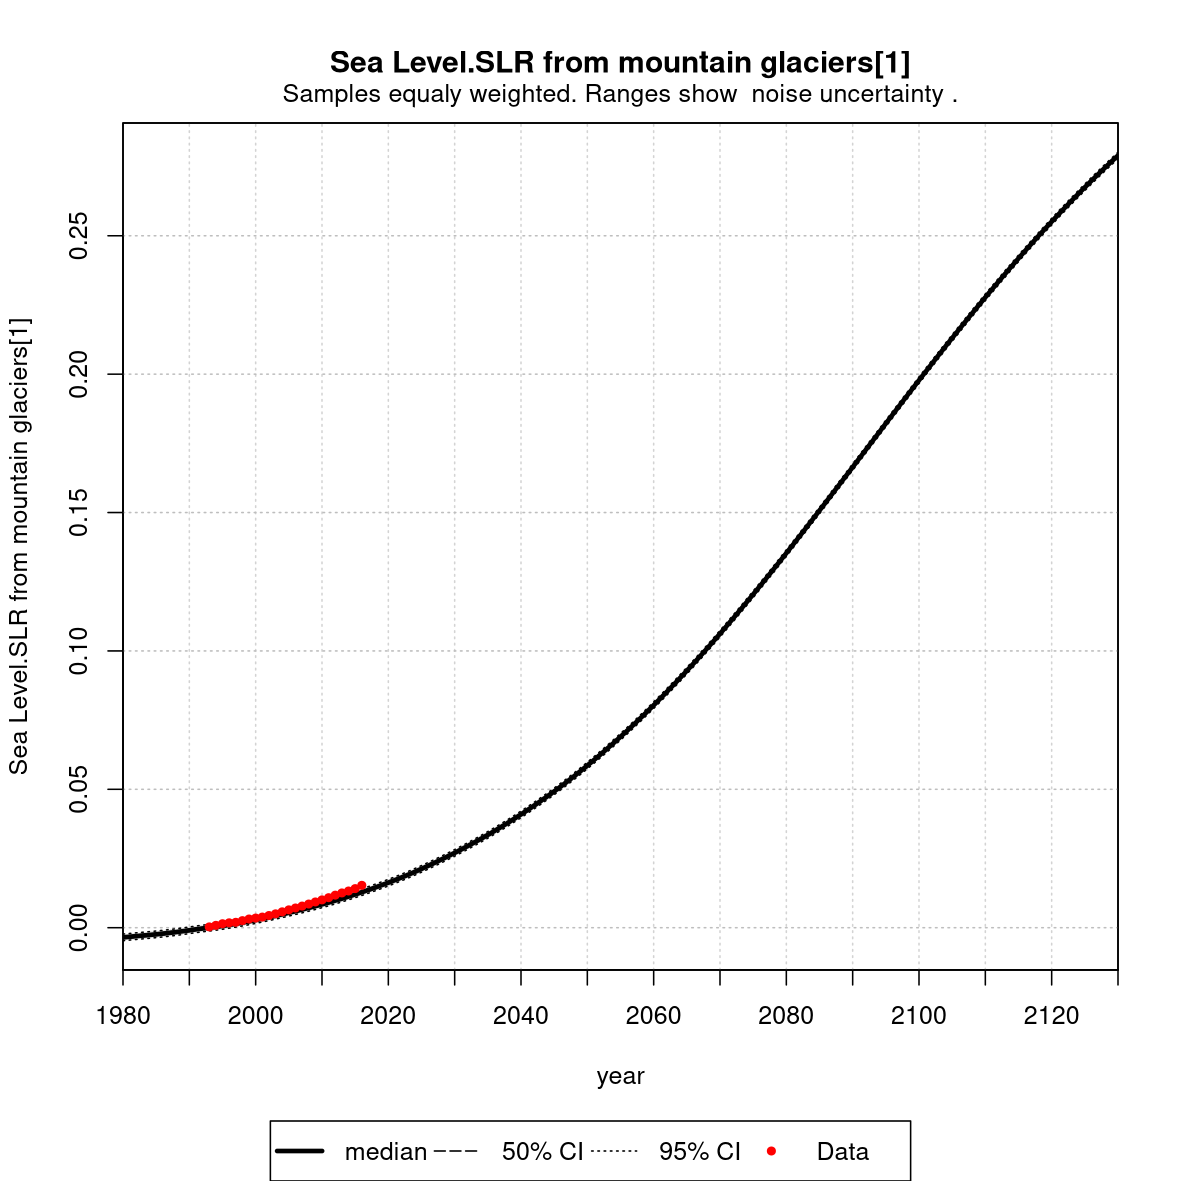 Sea Level.SLR from mountain glaciers[1]
Samples equaly weighted. Ranges show  noise uncertainty .
Sea Level.SLR from mountain glaciers[1]
0.25
0.20
0.15
0.10
0.05
0.00
1980 2000 2020 2040 2060 2080 2100 2120
year
median 50% CI 95% CI Data